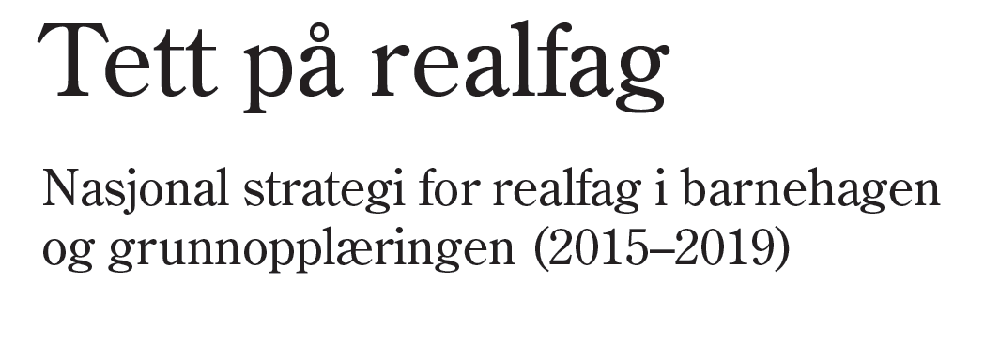 Tett på realfag
Nasjonal strategi for realfag i barnehagen
og grunnopplæringen (2015–2019)